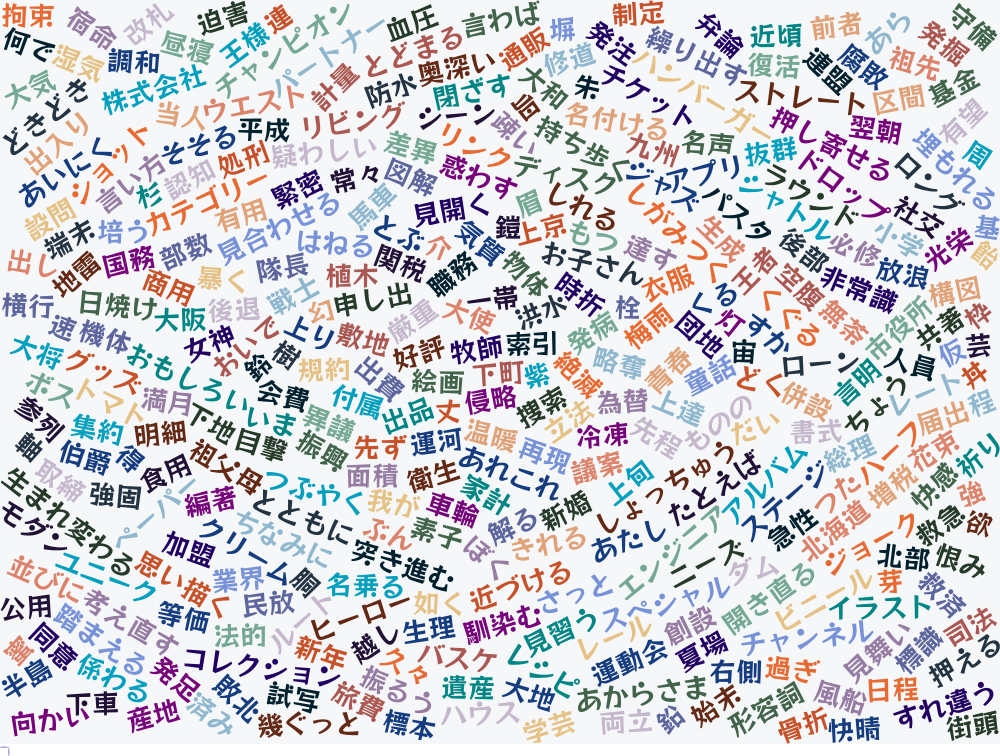 拘束
宿命
改札
迫害
王様
連
チャンピオン
パートナー
血圧
とどまる
言わば
塀
制定
発注
弁論
近頃
前者
あら
発掘
守備
何で
湿気
調和
昼寝
株式会社
計量
防水
奥深い
通販
修道
繰り出す
復活
連盟
腐敗
祖先
大気
どきどき
当
ウエスト
閉ざす
大和
朱
チケット
ハンバーガー
ストレート
区間
基金
出入り
あいにく
ショット
言い方
そそる
平成
リビング
シーン
疎い
持ち歩く
名付ける
九州
名声
抜群
押し寄せる
翌朝
埋もれる
有望
周
杉
認知
処刑
疑わしい
差異
リンク
惑わす
ディスク
アプリ
ジャズ
パスタ
シャトル
ラウンド
ドロップ
ロング
設問
端末
培う
カテゴリー
有用
緊密
常々
図解
馬車
見開く
眉
しれる
しがみつく
生成
後部
必修
小学
社交
光栄
基
飴
出し
地雷
国務
部数
見合わせる
はねる
とぶ
介
気質
鎧
上京
もつ
お子さん
達す
衣服
王者
空腹
非常識
放浪
構図
商用
暴く
隊長
植木
関税
職務
物体
時折
栓
梅雨
くる
灯
くぐる
無茶
市役所
共著
枠
横行
速
機体
日焼け
大阪
後退
戦士
幻
申し出
厳重
大使
一帯
洪水
発病
団地
すか
宙
ローン
言明
人員
仮
芸
大将
グッズ
おもしろい
女神
おいで
鈴
樹
上り
敷地
規約
出費
好評
牧師
索引
下町
紫
絶滅
略奪
青春
童話
どく
併設
ちょう
レート
丼
ボス
トマト
満月
いま
会費
付属
絵画
出品
丈
侵略
捜索
立法
為替
上達
ものの
だい
書式
届出
程
参列
集約
明細
下地
目撃
振興
異議
先ず
運河
温暖
再現
冷凍
先程
軸
伯爵
得
食用
祖父母
つぶやく
面積
衛生
あれこれ
議案
上向
しょっちゅう
たとえば
アルバム
総理
つた
ハーフ
増税
花束
快感
祈り
取締
強固
編著
とともに
我が
車輪
家計
解る
新婚
きれる
あたし
エンジニア
ステージ
急性
北海道
ジョーク
救急
強
欲
生まれ変わる
モダン
ペーパー
クリーム
ちなみに
ぶん
素子
ぼく
突き進む
ニーズ
ダム
加盟
ユニーク
思い描く
業界
胴
名乗る
近づける
さっと
スペシャル
開き直る
ビニール
芽
北部
恨み
並びに
考え直す
等価
民放
ルート
ヒーロー
如く
馴染む
見習う
レール
創設
チャンネル
イラスト
救済
公用
踏まえる
法的
新年
越し
生理
久々
バスケ
運動会
夏場
右側
過ぎ
見舞い
標識
司法
同意
係わる
発足
コレクション
敗北
試写
旅費
振るう
遺産
大地
あからさま
始末
形容詞
風船
日程
押える
半島
向かい
下車
産地
済み
幾
ぐっと
標本
ハウス
学芸
両立
鉛
骨折
快晴
すれ違う
街頭